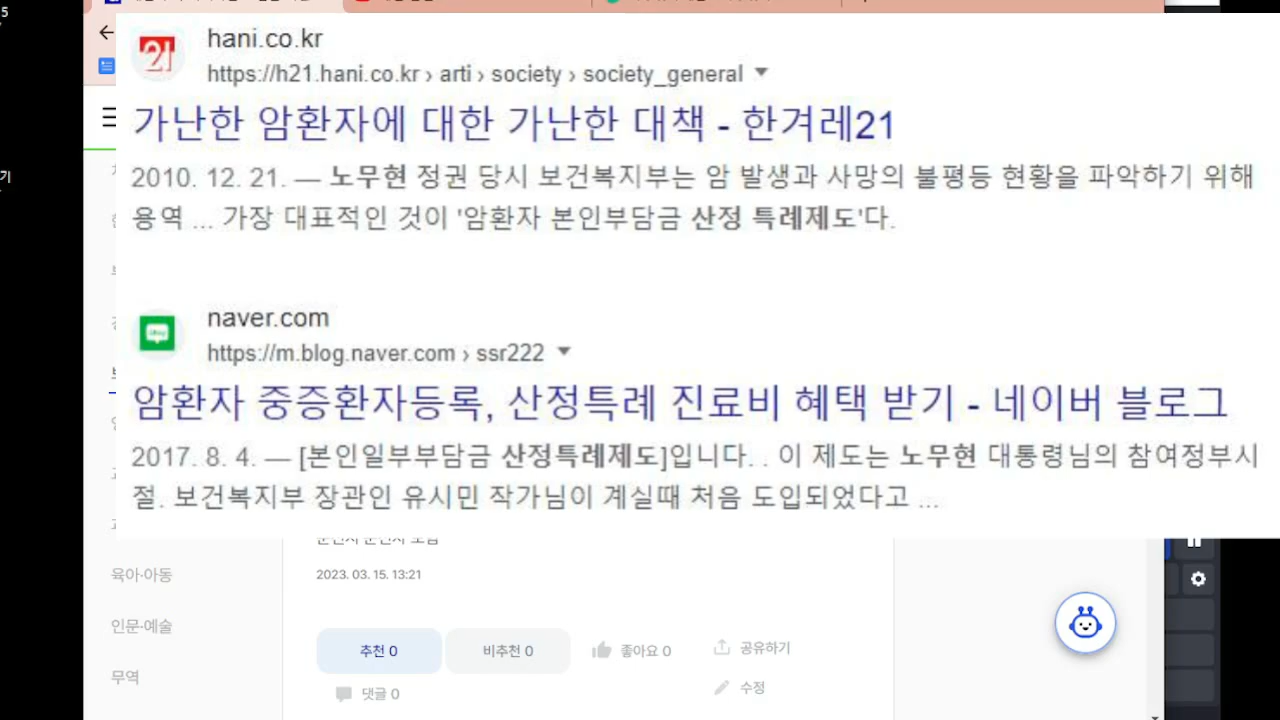 hani.co.kr
https://h21.hani.co.kr › arti › society › society_general
가난한 암환자에 대한 가난한 대책 - 한겨레21
2010. 12. 21. — 노무현 정권 당시 보건복지부는 암 발생과 사망의 불평등 현황을 파악하기 위해
용역 ... 가장 대표적인 것이 '암환자 본인부담금 산정 특례제도'다.
naver.com
https://m.blog.naver.com › ssr222
암환자 중증환자등록, 산정특례 진료비 혜택 받기 - 네이버 블로그
2017. 8. 4. — [본인일부부담금 산정특례제도]입니다. . 이 제도는 노무현 대통령님의 참여정부시
절. 보건복지부 장관인 유시민 작가님이 계실때 처음 도입되었다고 ...
2023. 03. 15. 13:21
육아·아동
인문·예술
무역
추천 0
비추천 0
좋아요 0
공유하기
댓글 0
수정